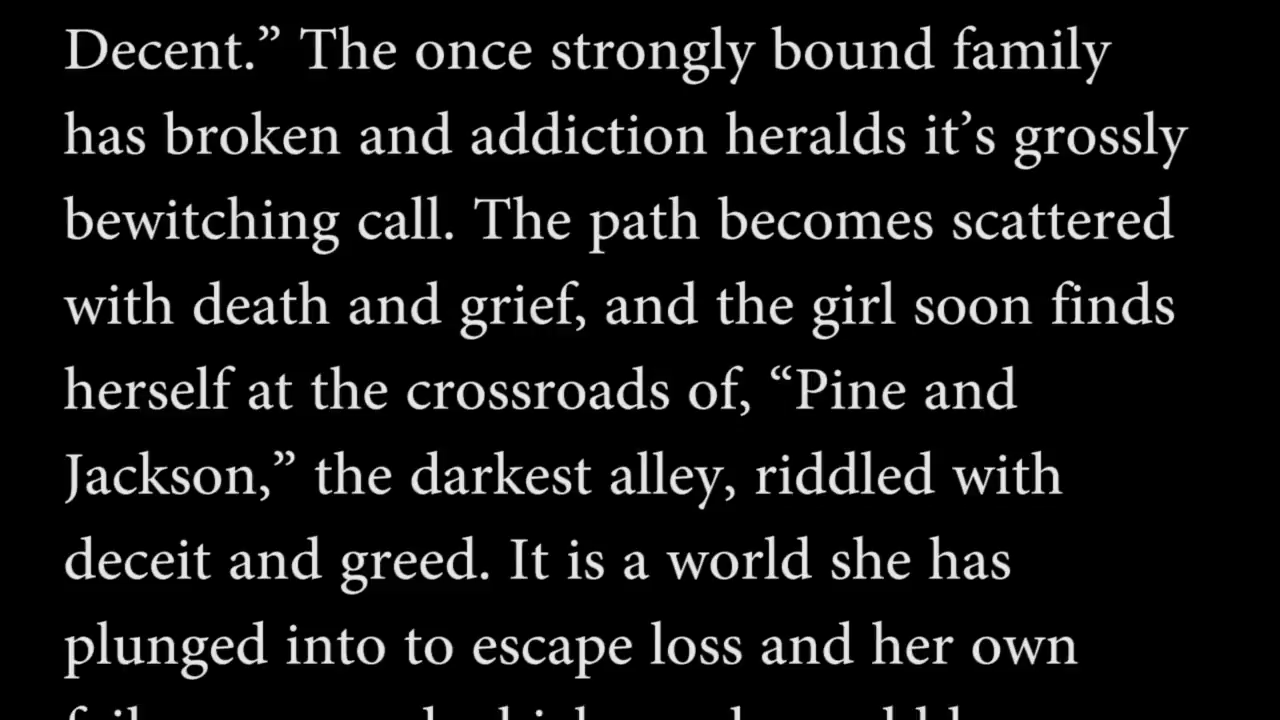 Decent.” The once strongly bound family
has broken and addiction heralds it’s grossly
bewitching call. The path becomes scattered
with death and grief, and the girl soon finds
herself at the crossroads of, “Pine and
Jackson,” the darkest alley, riddled with
deceit and greed. It is a world she has
plunged into to escape loss and her own